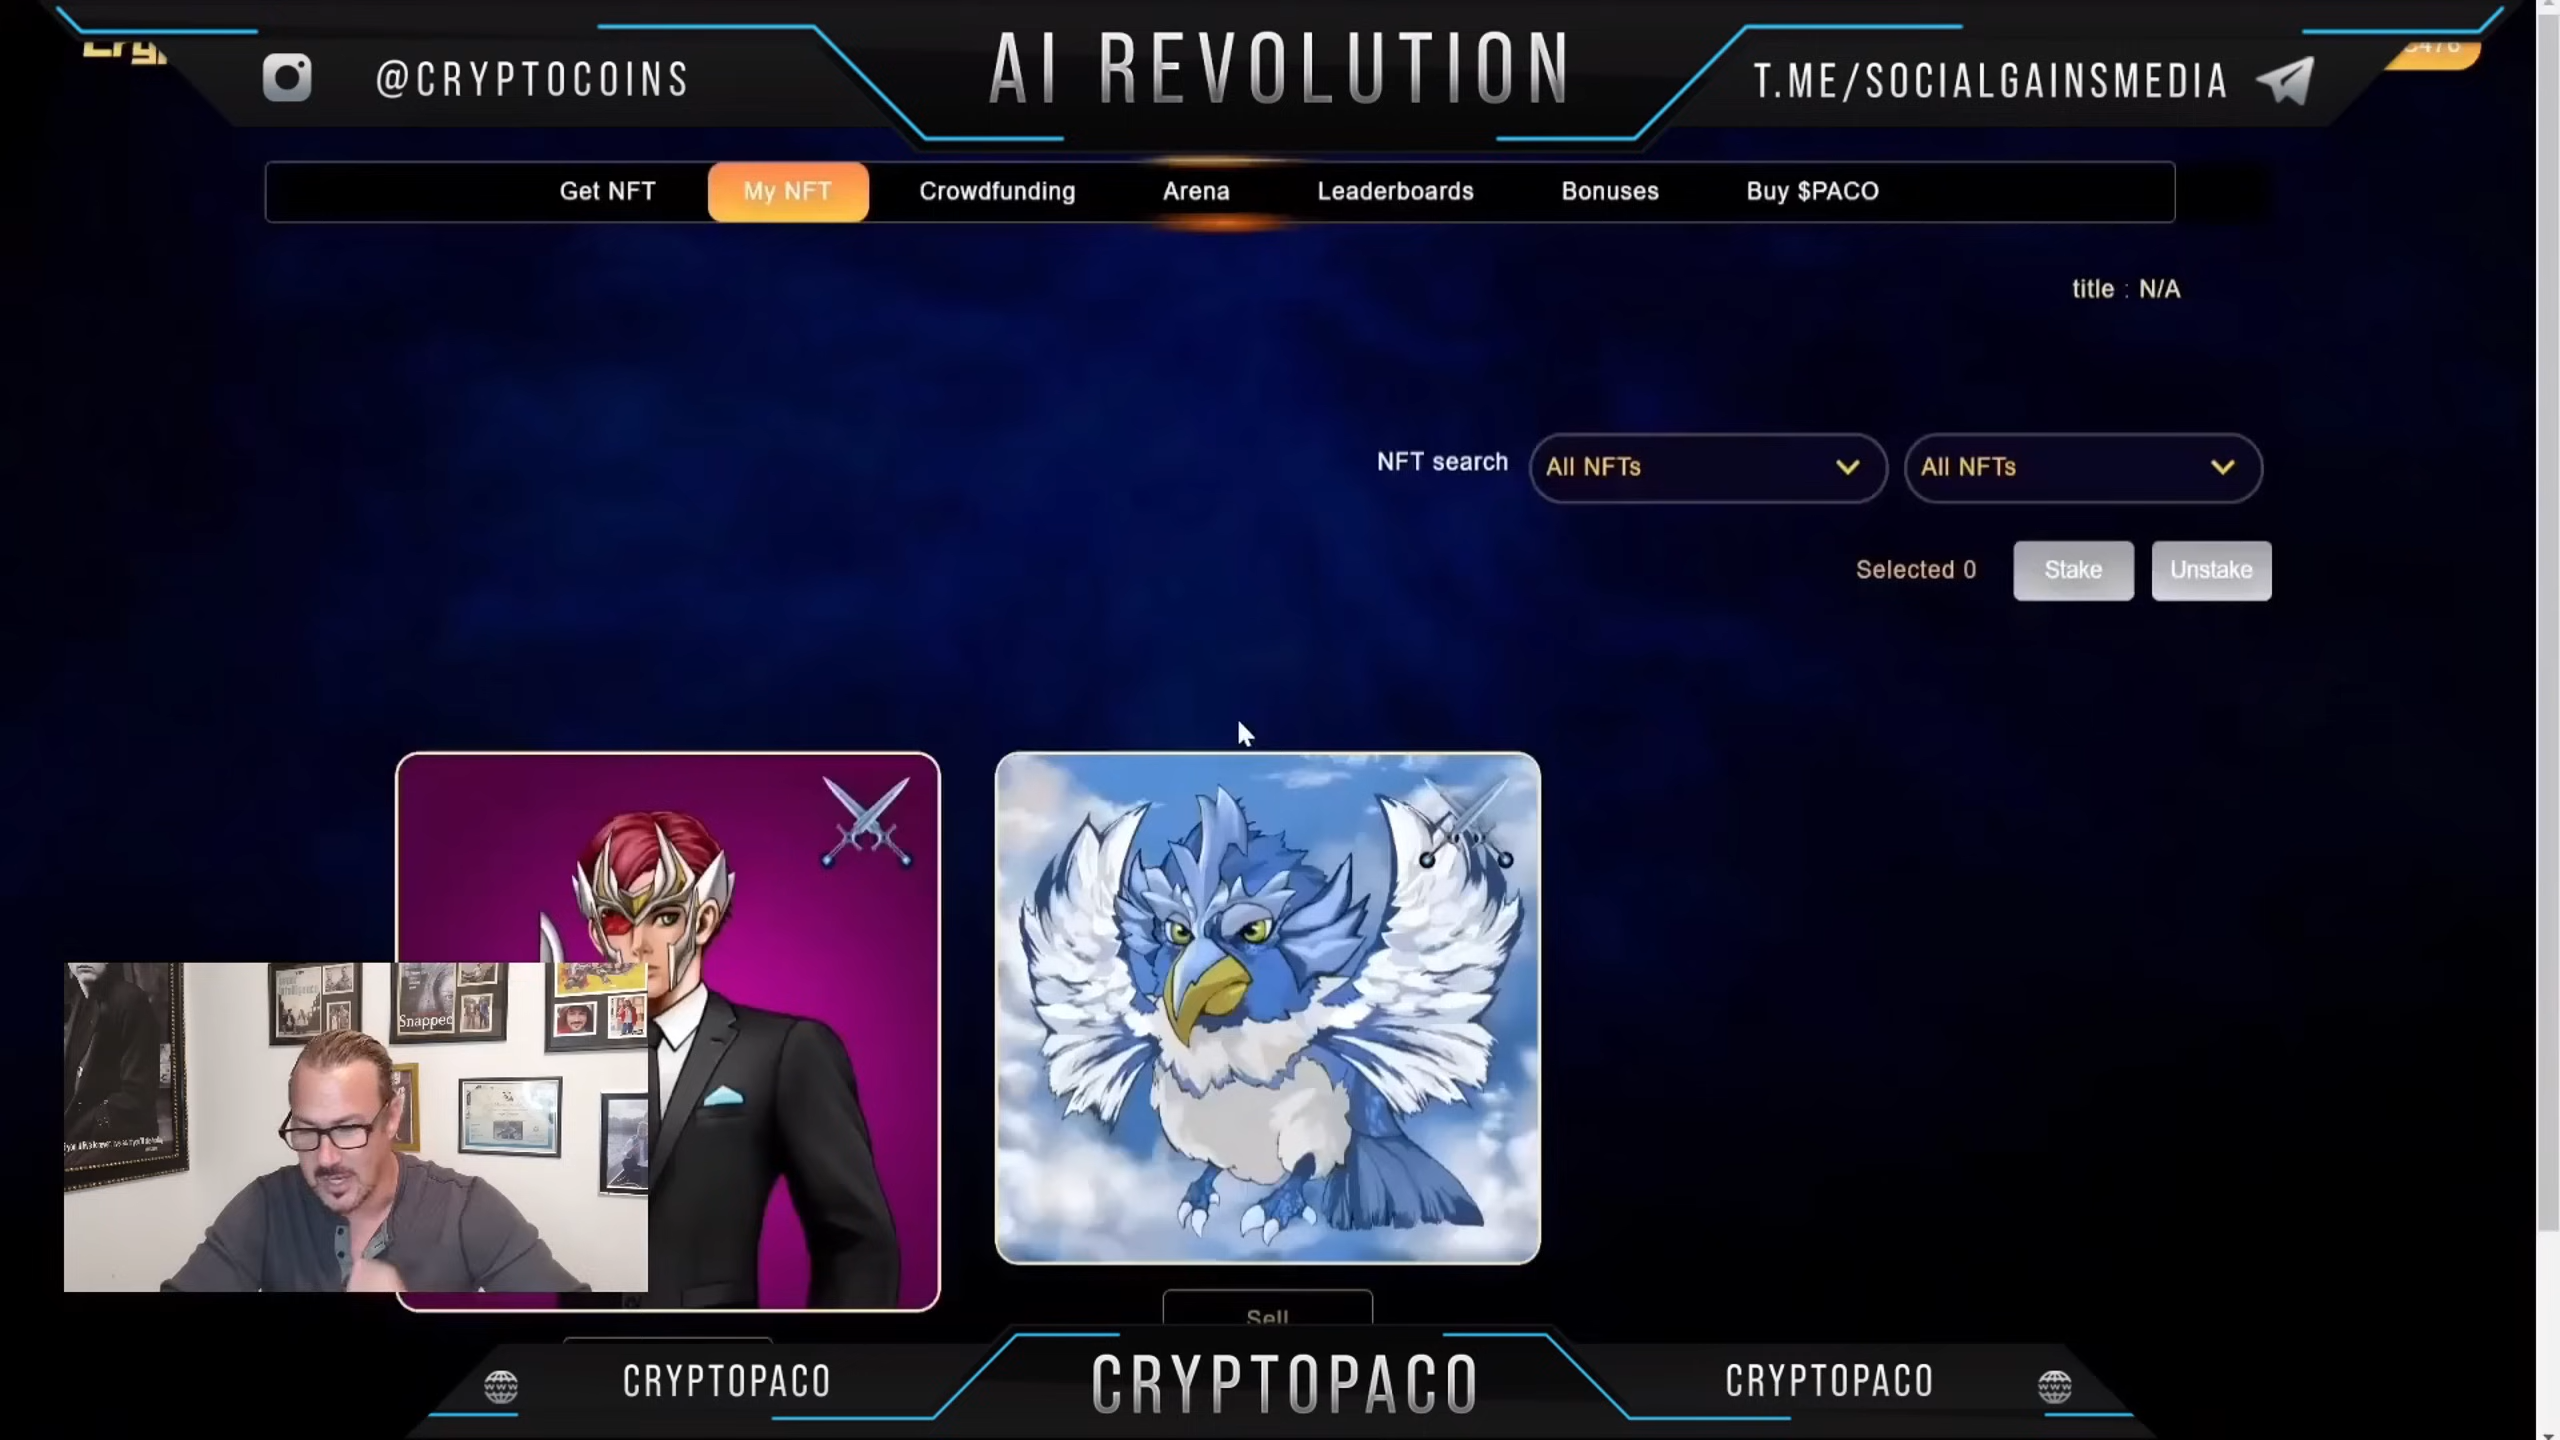 AI REVOLUTION
@CRYPTOCOINS
T.ME/SOCIALGAINSMEDIA
Get NFT
My NFT
Crowdfunding
Arena
Leaderboards
Bonuses
Buy $PACO
title : N/A
NFT search
All NFTs
All NFTs
Selected 0
Stake
Unstake
Snapped
Sell
CRYPTOPACO
CRYPTOPACO
CRYPTOPACO